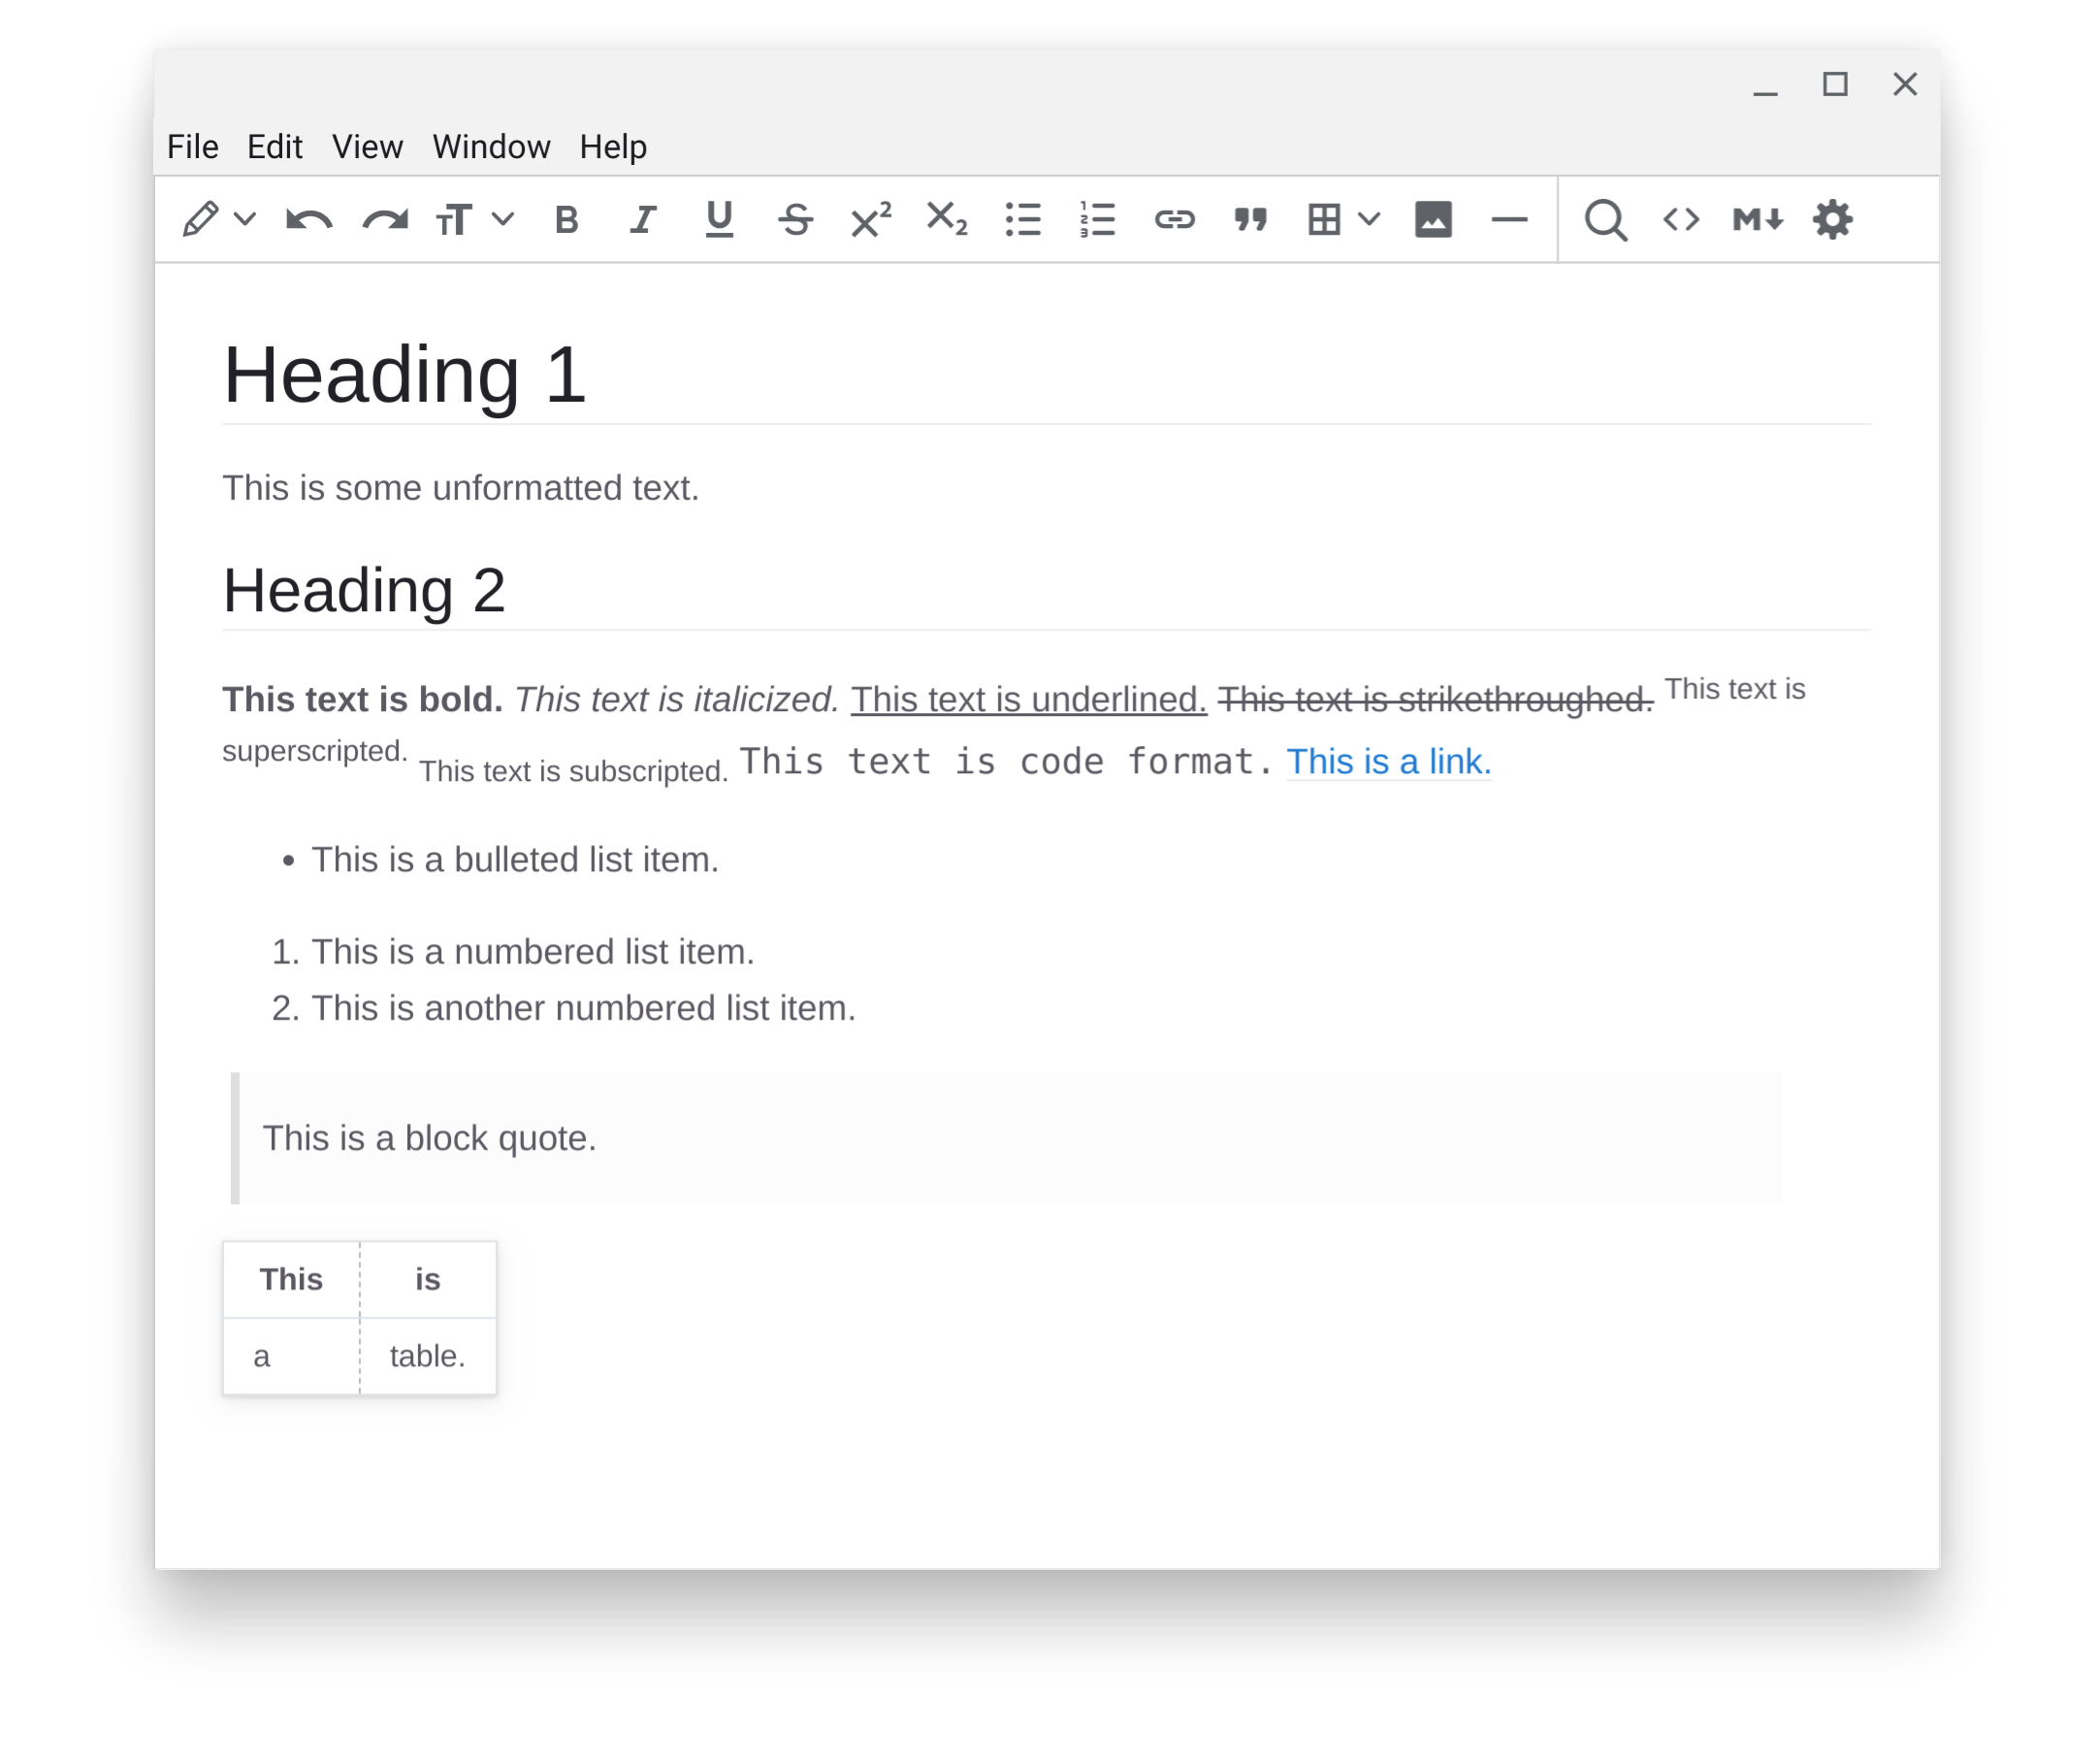 File Edit View Window Help
Heading 1
This is some unformatted text.
Heading 2
This text is bold. This text is italicized. This text is underlined. This text is strikethroughed. This text is
superscripted. This text is subscripted. This text is code format. This is a link.
• This is a bulleted list item.
1. This is a numbered list item.
2. This is another numbered list item.
This is a block quote.
This is
a table.